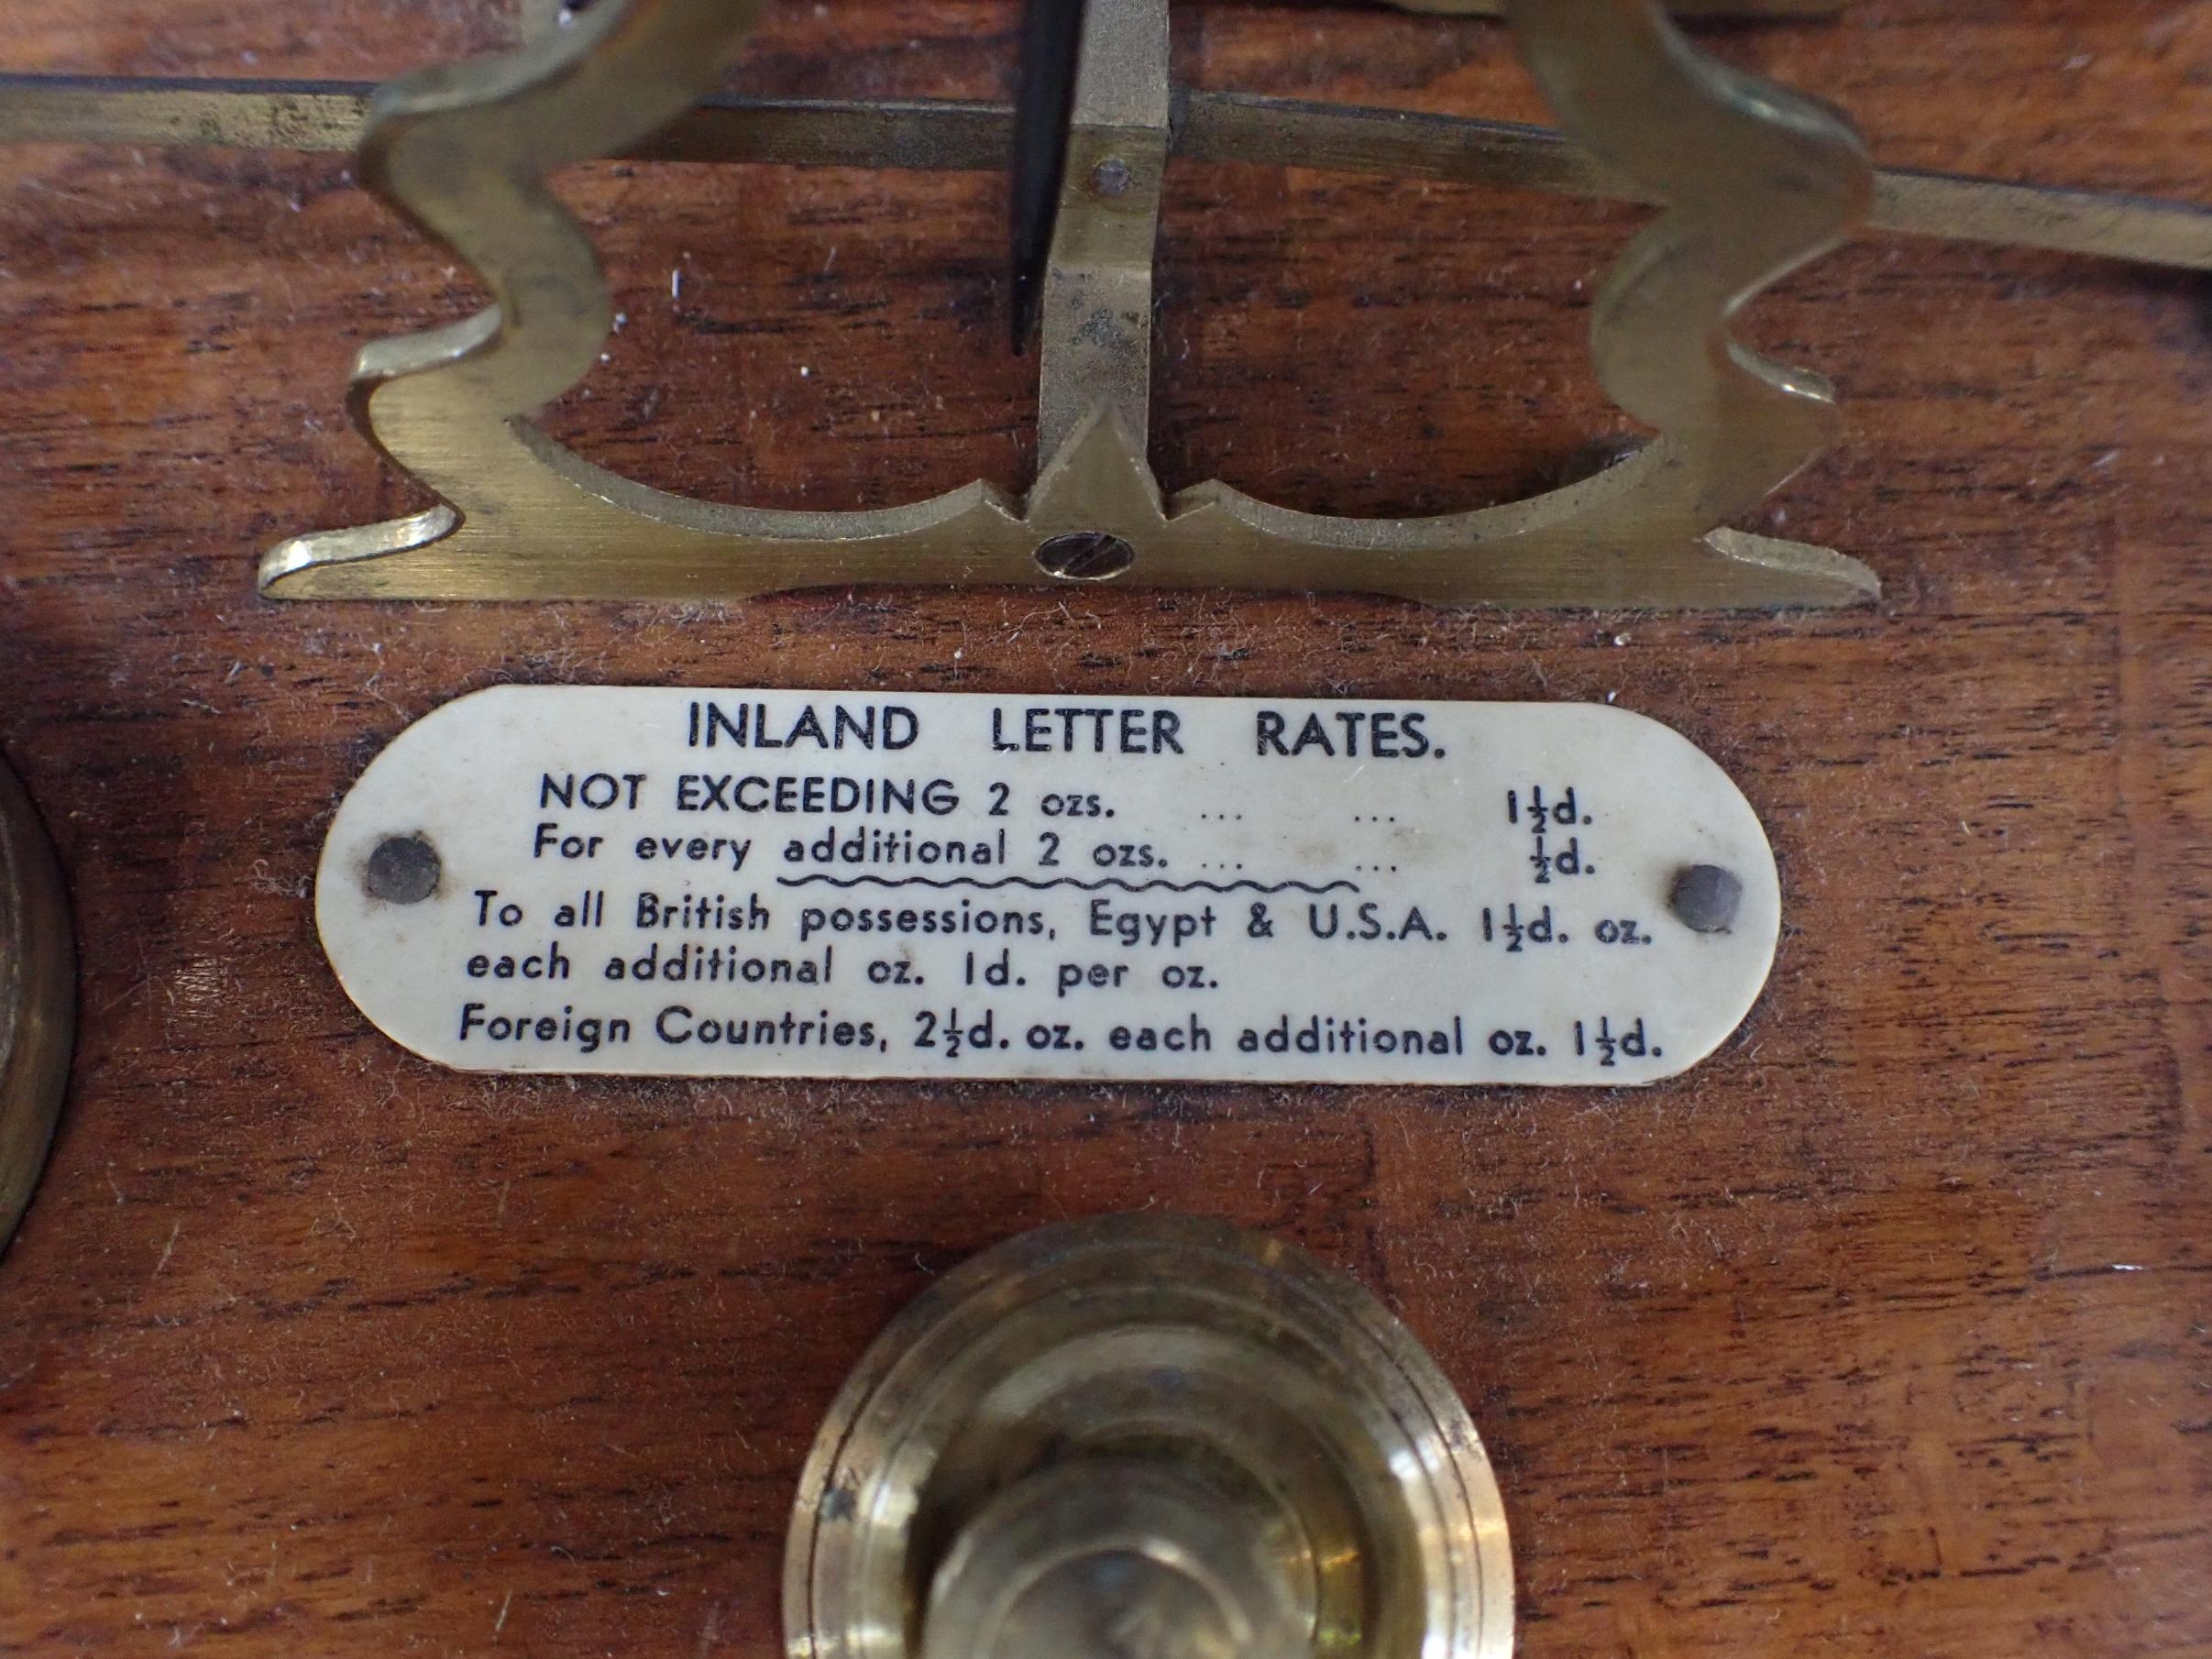 INLAND LETTER RATES.
NOT EXCEEDING 2 ozs. ... ... 1½d.
For every additional 2 ozs. ... ... ½d.
To all British possessions, Egypt & U.S.A. 1½d. oz.
each additional oz. 1d. per oz.
Foreign Countries, 2½d. oz. each additional oz. 1½d.